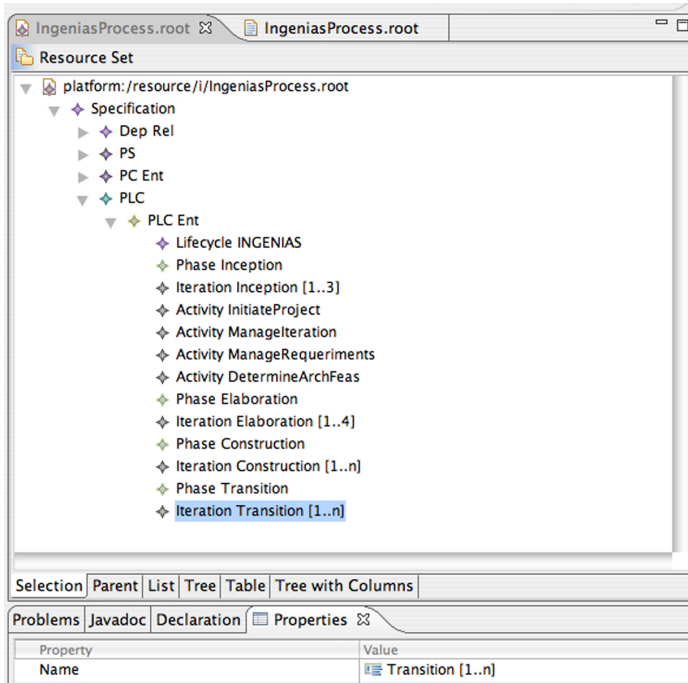 IngeniasProcess.root IngeniasProcess.root
Resource Set
platform:/resource/i/IngeniasProcess.root
Specification
Dep Rel
PS
PC Ent
PLC
PLC Ent
Lifecycle INGENIAS
Phase Inception
Iteration Inception [1..3]
Activity InitiateProject
Activity ManageIteration
Activity ManageRequeriments
Activity DetermineArchFeas
Phase Elaboration
Iteration Elaboration [1..4]
Phase Construction
Iteration Construction [1..n]
Phase Transition
Iteration Transition [1..n]
Selection Parent List Tree Table Tree with Columns
Problems Javadoc Declaration Properties
Property Value
Name Transition [1..n]